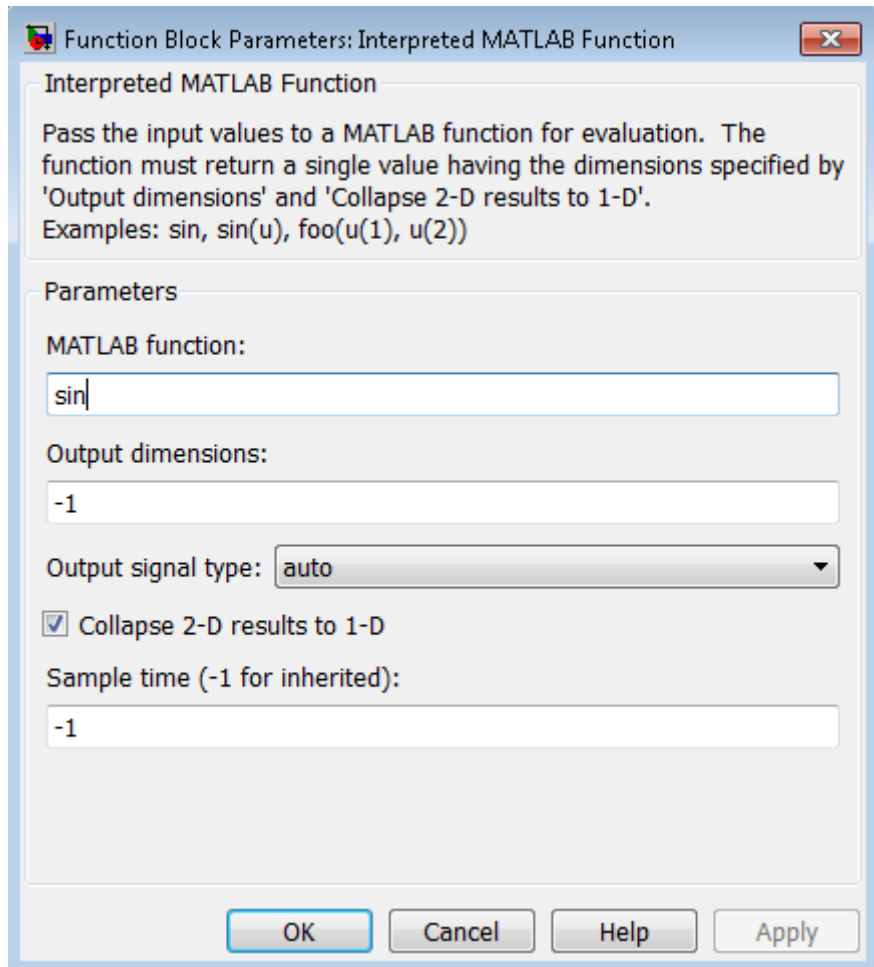 Function Block Parameters: Interpreted MATLAB Function
Interpreted MATLAB Function
Pass the input values to a MATLAB function for evaluation.  The
function must return a single value having the dimensions specified by
'Output dimensions' and 'Collapse 2-D results to 1-D'.
Examples: sin, sin(u), foo(u(1), u(2))
Parameters
MATLAB function:
sin
Output dimensions:
-1
Output signal type: auto
Collapse 2-D results to 1-D
Sample time (-1 for inherited):
-1
OK Cancel Help Apply